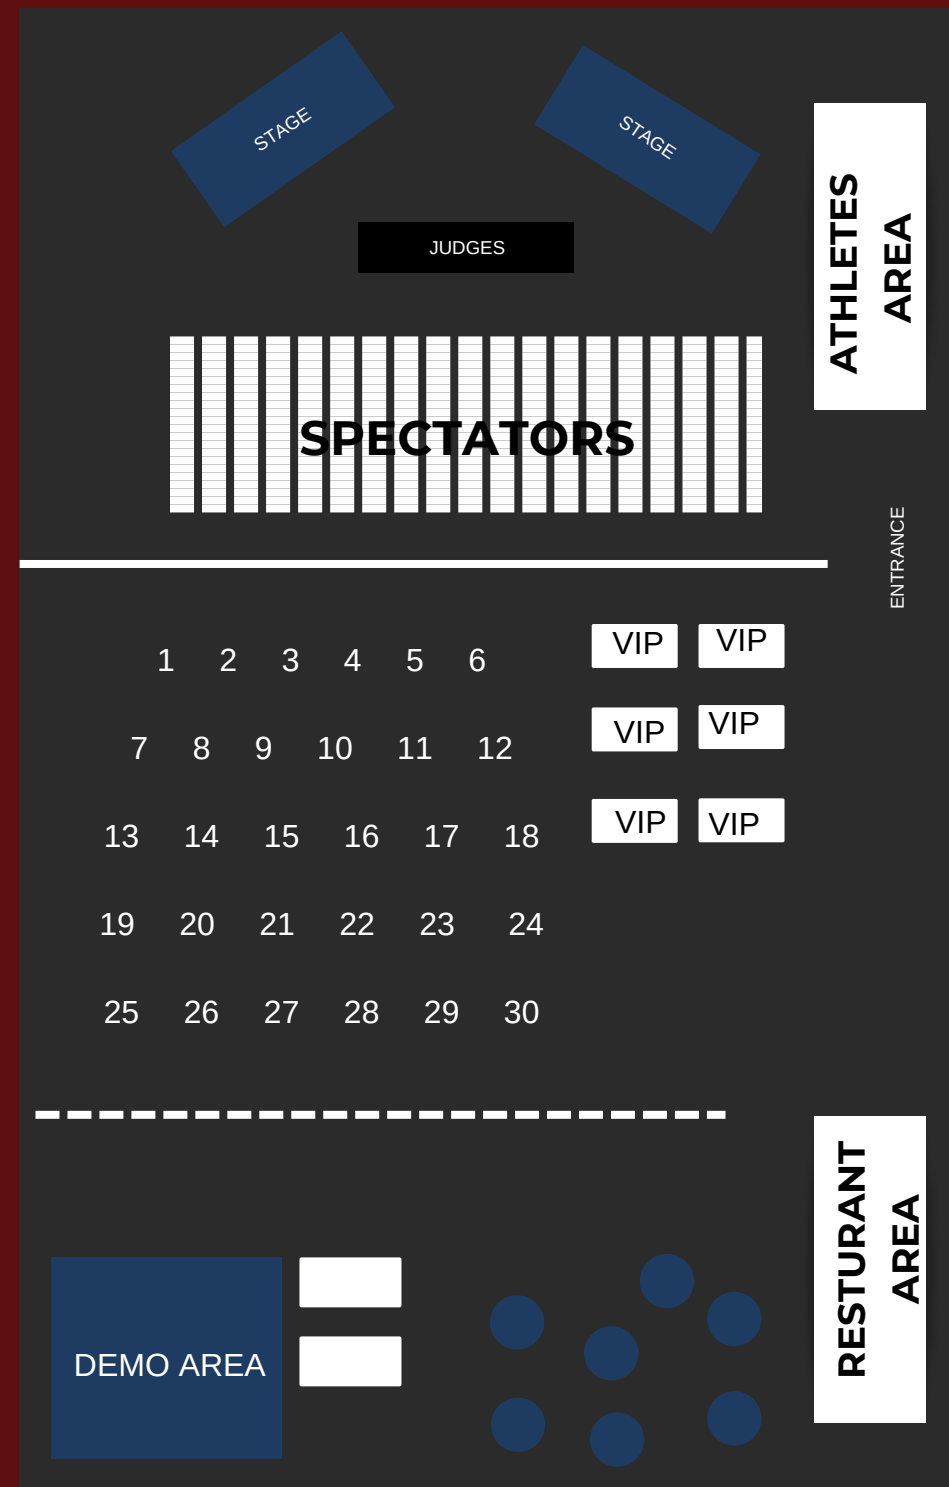 STAGE
STAGE
JUDGES
ATHLETES
AREA
SPECTATORS
ENTRANCE
1 2 3 4 5 6
VIP VIP
7 8 9 10 11 12
VIP VIP
13 14 15 16 17 18
VIP VIP
19 20 21 22 23 24
25 26 27 28 29 30
RESTURANT
AREA
DEMO AREA